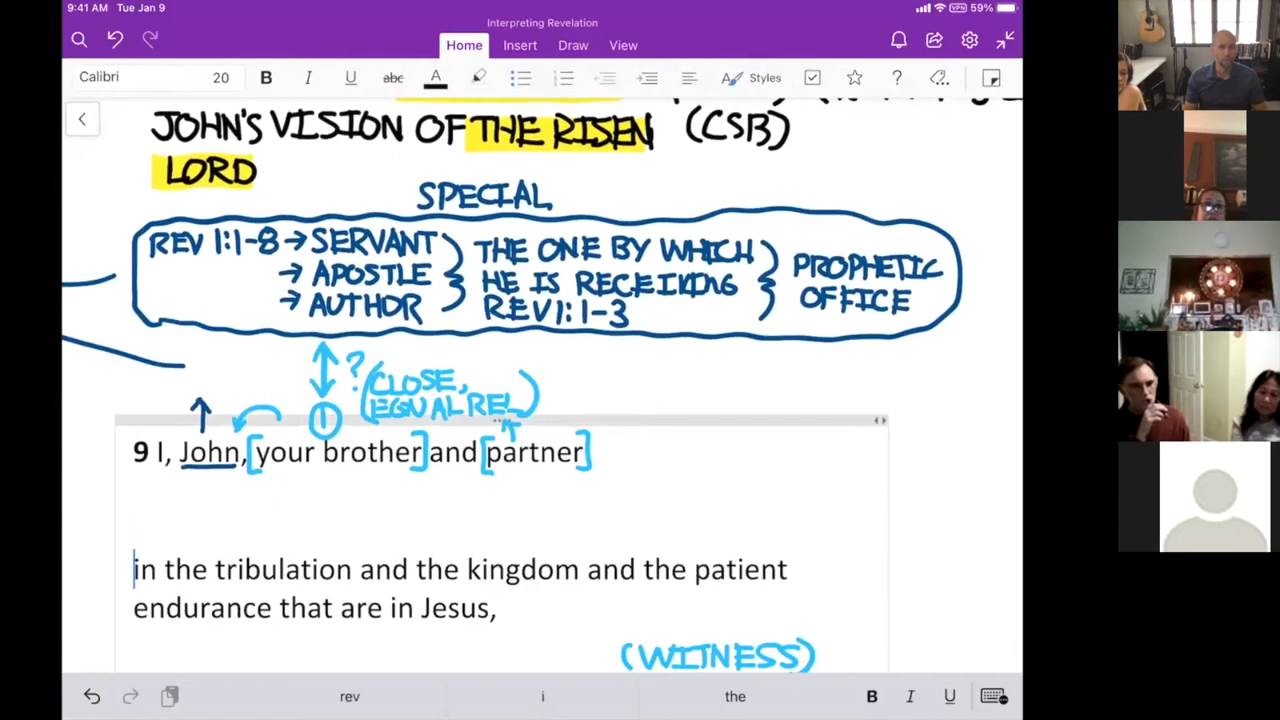 9:41 AM Tue Jan 9
VPN 59%
Interpreting Revelation
Home Insert Draw View
Calibri 20 B I U abc A Styles ?
JOHN'S VISION OF THE RISEN (CSB)
LORD
SPECIAL
REV 1:1-8 → SERVANT
→ APOSTLE
→ AUTHOR
THE ONE BY WHICH
HE IS RECEIVING
REV 1:1-3
PROPHETIC
OFFICE
? (CLOSE,
EQUAL REL)
1
9 I, John, [your brother] and [partner]
in the tribulation and the kingdom and the patient
endurance that are in Jesus,
(WITNESS)
rev i the B I U